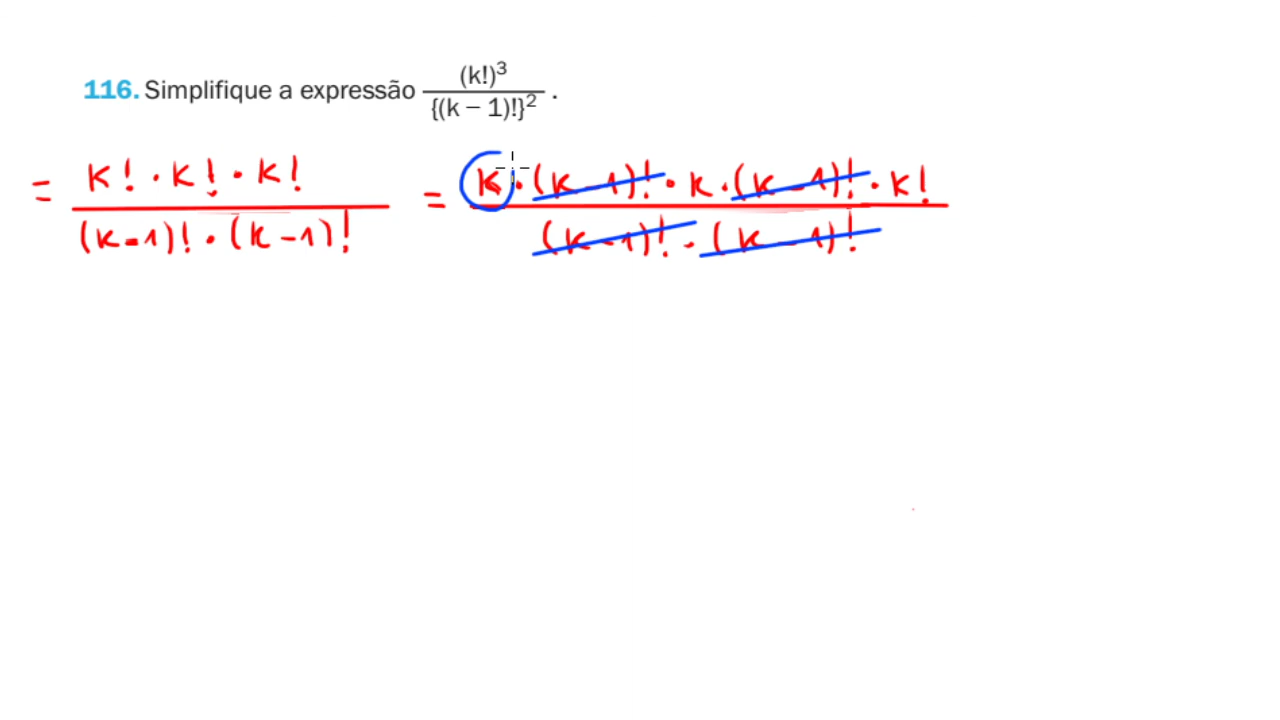 116. Simplifique a expressão (k!)³ / {(k – 1)!}² .
= k! · k! · k! / (k-1)! · (k-1)! = k · (k-1)! · k · (k-1)! · k! / (k-1)! · (k-1)!